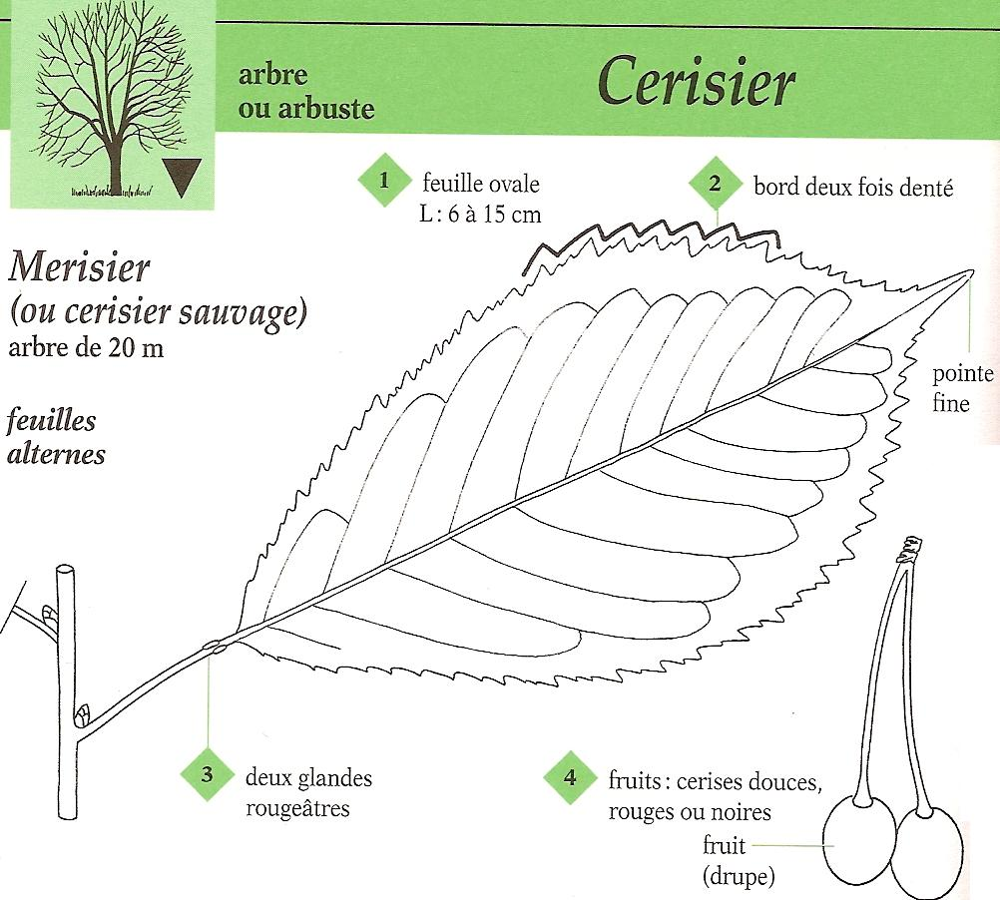 arbre
ou arbuste
Cerisier
1
feuille ovale
L : 6 à 15 cm
2
bord deux fois denté
Merisier
(ou cerisier sauvage)
arbre de 20 m
feuilles
alternes
pointe
fine
3
deux glandes
rougeâtres
4
fruits : cerises douces,
rouges ou noires
fruit
(drupe)